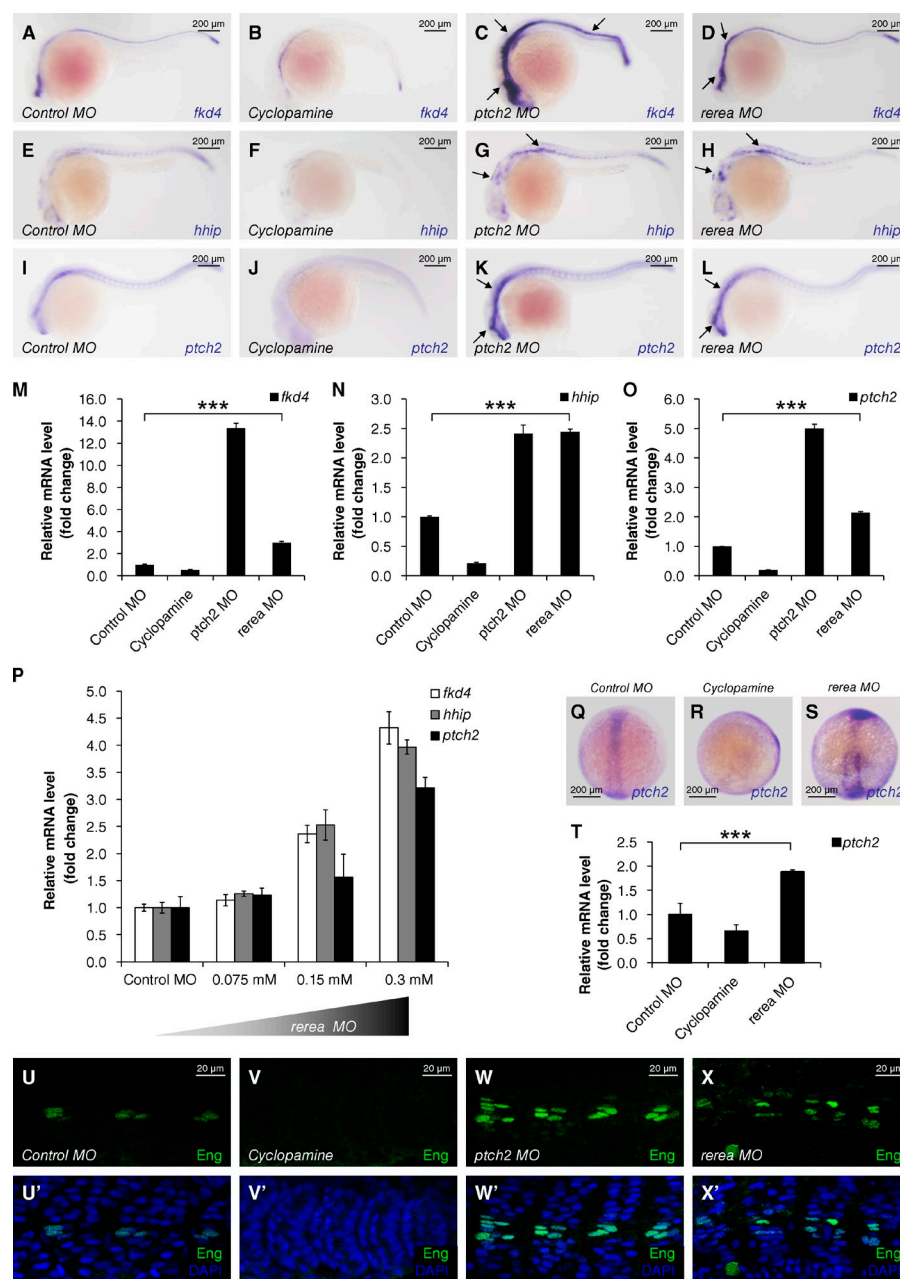 A 200 µm B 200 µm C 200 µm D 200 µm
Control MO fkd4 Cyclopamine fkd4 ptch2 MO fkd4 rerea MO fkd4
E 200 µm F 200 µm G 200 µm H 200 µm
Control MO hhip Cyclopamine hhip ptch2 MO hhip rerea MO hhip
I 200 µm J 200 µm K 200 µm L 200 µm
Control MO ptch2 Cyclopamine ptch2 ptch2 MO ptch2 rerea MO ptch2
M
fkd4
***
Relative mRNA level
(fold change)
16.0
14.0
12.0
10.0
8.0
6.0
4.0
2.0
0.0
Control MO
Cyclopamine
ptch2 MO
rerea MO
N
hhip
***
Relative mRNA level
(fold change)
3.0
2.5
2.0
1.5
1.0
0.5
0.0
Control MO
Cyclopamine
ptch2 MO
rerea MO
O
ptch2
***
Relative mRNA level
(fold change)
6.0
5.0
4.0
3.0
2.0
1.0
0.0
Control MO
Cyclopamine
ptch2 MO
rerea MO
P
fkd4
hhip
ptch2
Relative mRNA level
(fold change)
5.0
4.5
4.0
3.5
3.0
2.5
2.0
1.5
1.0
0.5
0.0
Control MO 0.075 mM 0.15 mM 0.3 mM
rerea MO
Control MO Cyclopamine rerea MO
Q R S
200 µm ptch2 200 µm ptch2 200 µm ptch2
T
ptch2
***
Relative mRNA level
(fold change)
2.5
2.0
1.5
1.0
0.5
0.0
Control MO
Cyclopamine
rerea MO
U 20 µm V 20 µm W 20 µm X 20 µm
Control MO Eng Cyclopamine Eng ptch2 MO Eng rerea MO Eng
U' V' W' X'
Eng Eng Eng Eng
DAPI DAPI DAPI DAPI